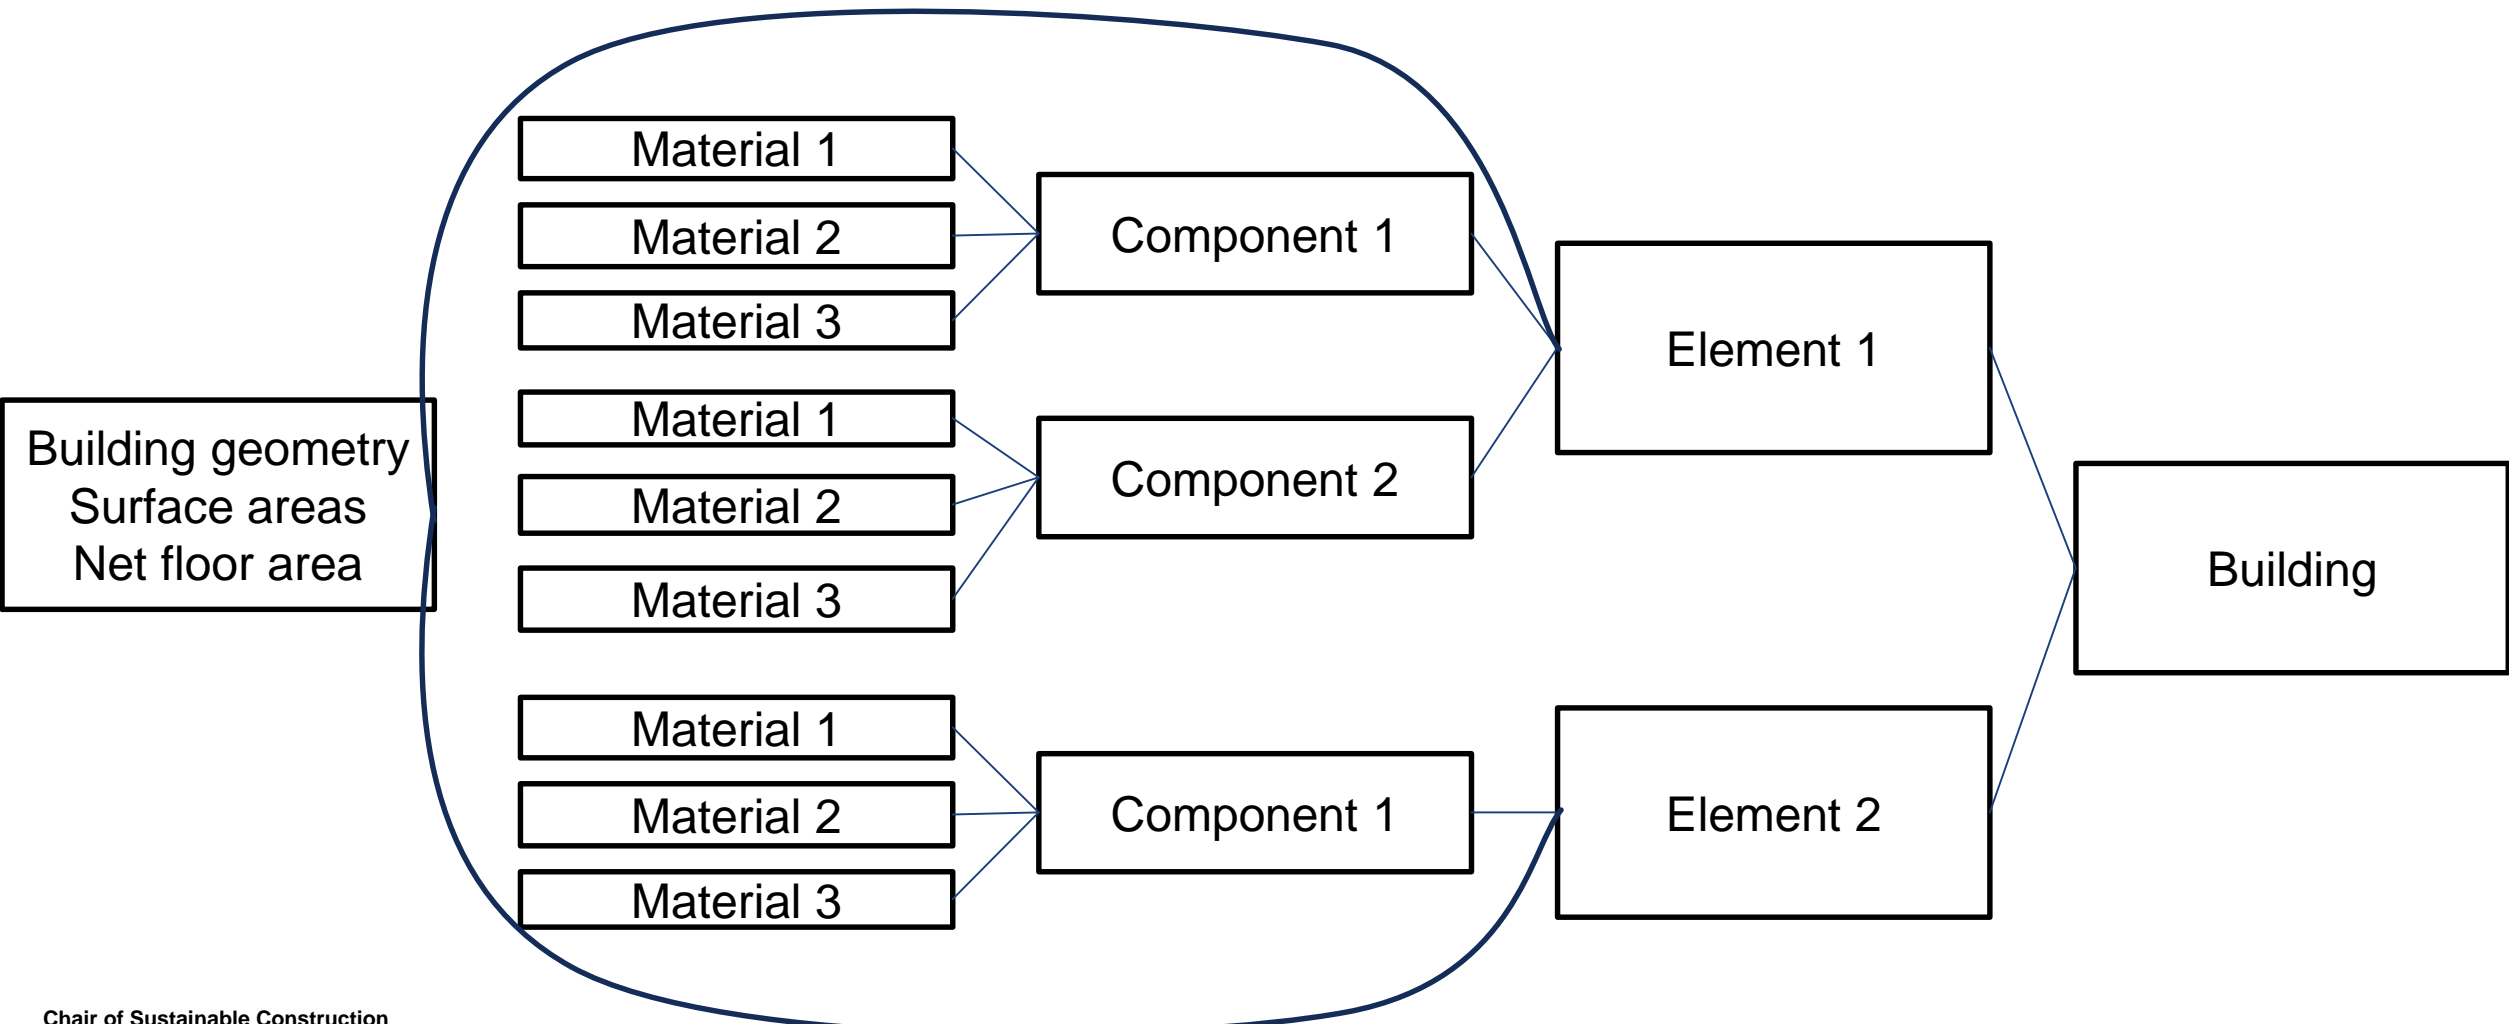 Building geometry
Surface areas
Net floor area
Material 1
Material 2
Material 3
Material 1
Material 2
Material 3
Material 1
Material 2
Material 3
Component 1
Component 2
Component 1
Element 1
Element 2
Building
Chair of Sustainable Construction